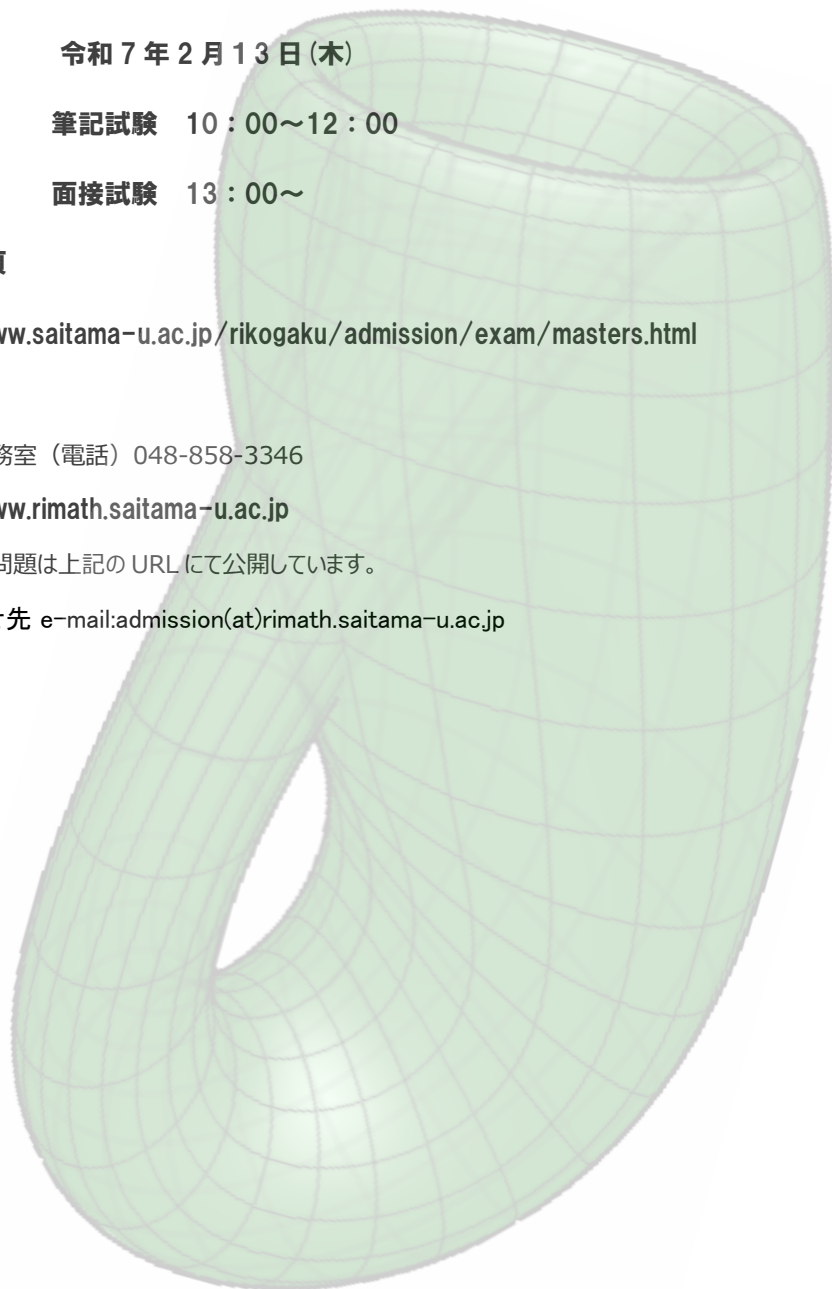 令和７年２月１３日(木)
筆記試験　10：00～12：00
面接試験　13：00～
項
ww.saitama-u.ac.jp/rikogaku/admission/exam/masters.html
務室（電話）048-858-3346
ww.rimath.saitama-u.ac.jp
問題は上記の URL にて公開しています。
せ先 e-mail:admission(at)rimath.saitama-u.ac.jp